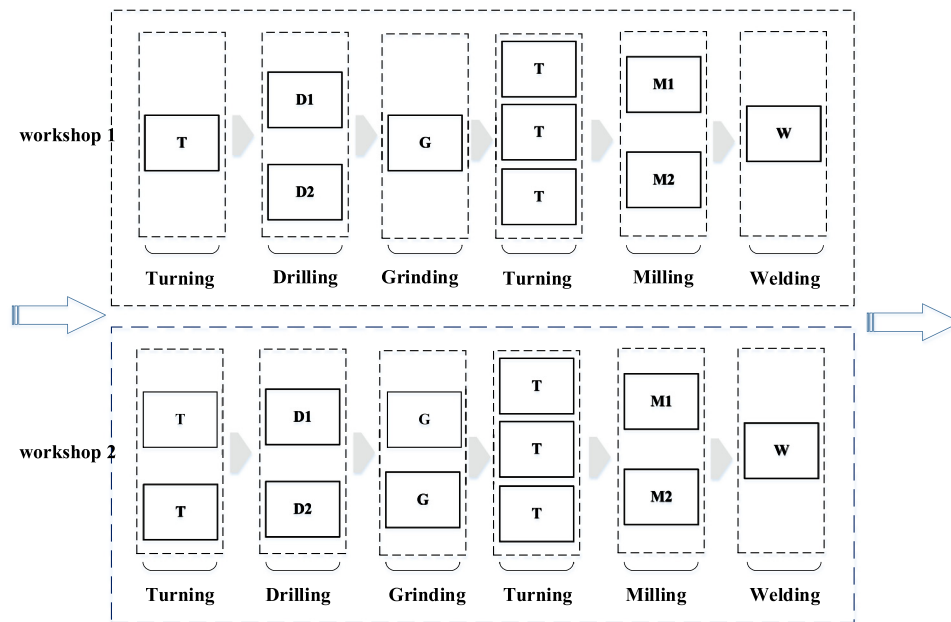 workshop 1
T
D1
D2
G
T
T
T
M1
M2
W
Turning
Drilling
Grinding
Turning
Milling
Welding
workshop 2
T
T
D1
D2
G
G
T
T
T
M1
M2
W
Turning
Drilling
Grinding
Turning
Milling
Welding